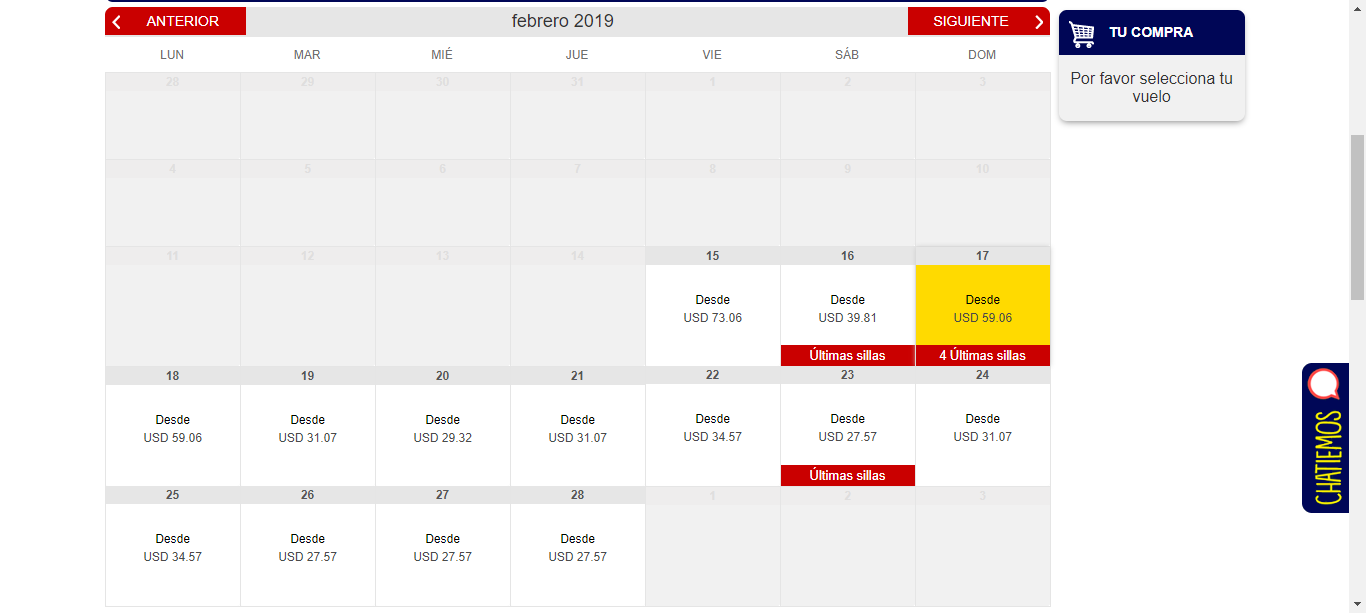 ANTERIOR febrero 2019 SIGUIENTE
TU COMPRA
Por favor selecciona tu
vuelo
LUN MAR MIÉ JUE VIE SÁB DOM
28 29 30 31 1 2 3
4 5 6 7 8 9 10
11 12 13 14 15 16 17
Desde Desde Desde
USD 73.06 USD 39.81 USD 59.06
Últimas sillas 4 Últimas sillas
18 19 20 21 22 23 24
Desde Desde Desde Desde Desde Desde Desde
USD 59.06 USD 31.07 USD 29.32 USD 31.07 USD 34.57 USD 27.57 USD 31.07
Últimas sillas
25 26 27 28 1 2 3
Desde Desde Desde Desde
USD 34.57 USD 27.57 USD 27.57 USD 27.57
CHATIEMOS